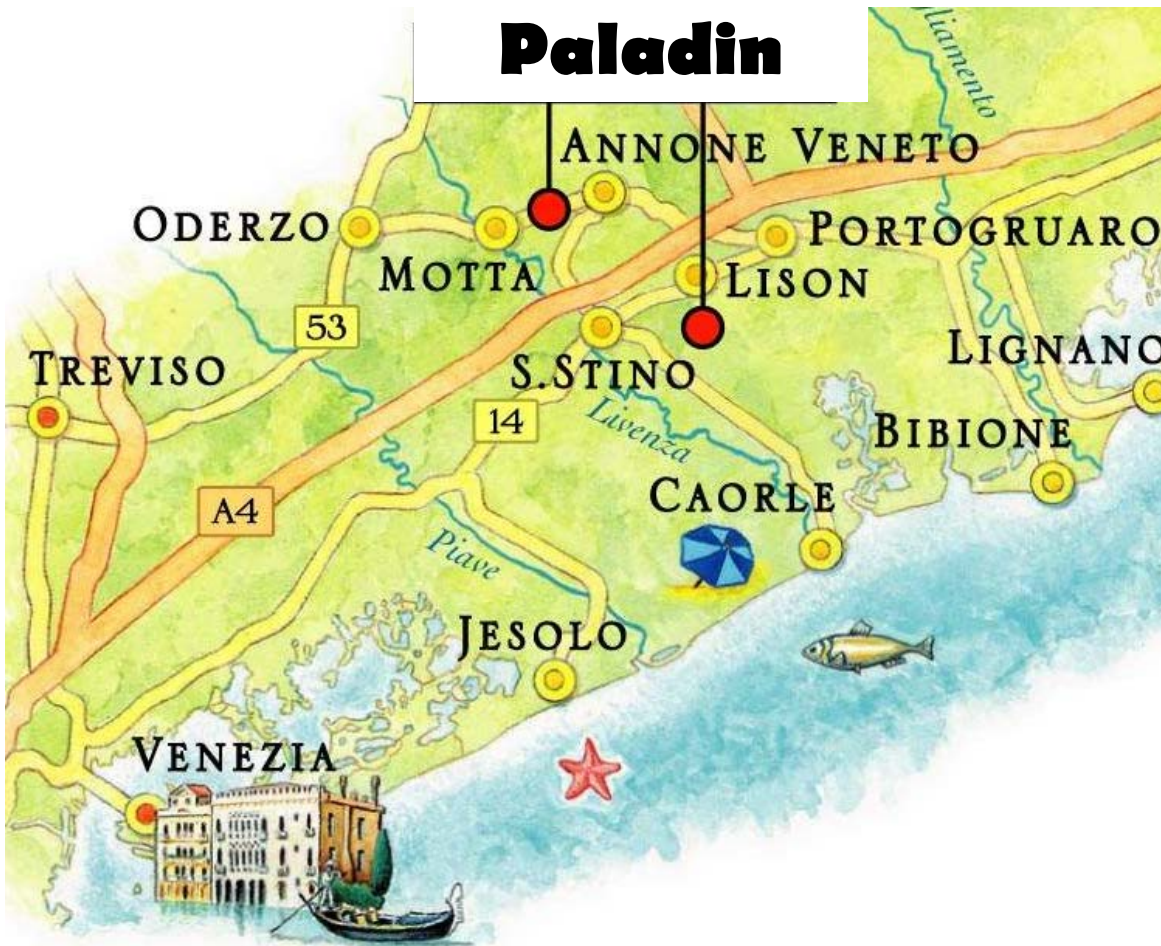 Paladin
gliamento
ANNONE VENETO
ODERZO
PORTOGRUARO
MOTTA
LISON
53
TREVISO
S.STINO
LIGNANO
14
Livenza
BIBIONE
CAORLE
A4
Piave
JESOLO
VENEZIA